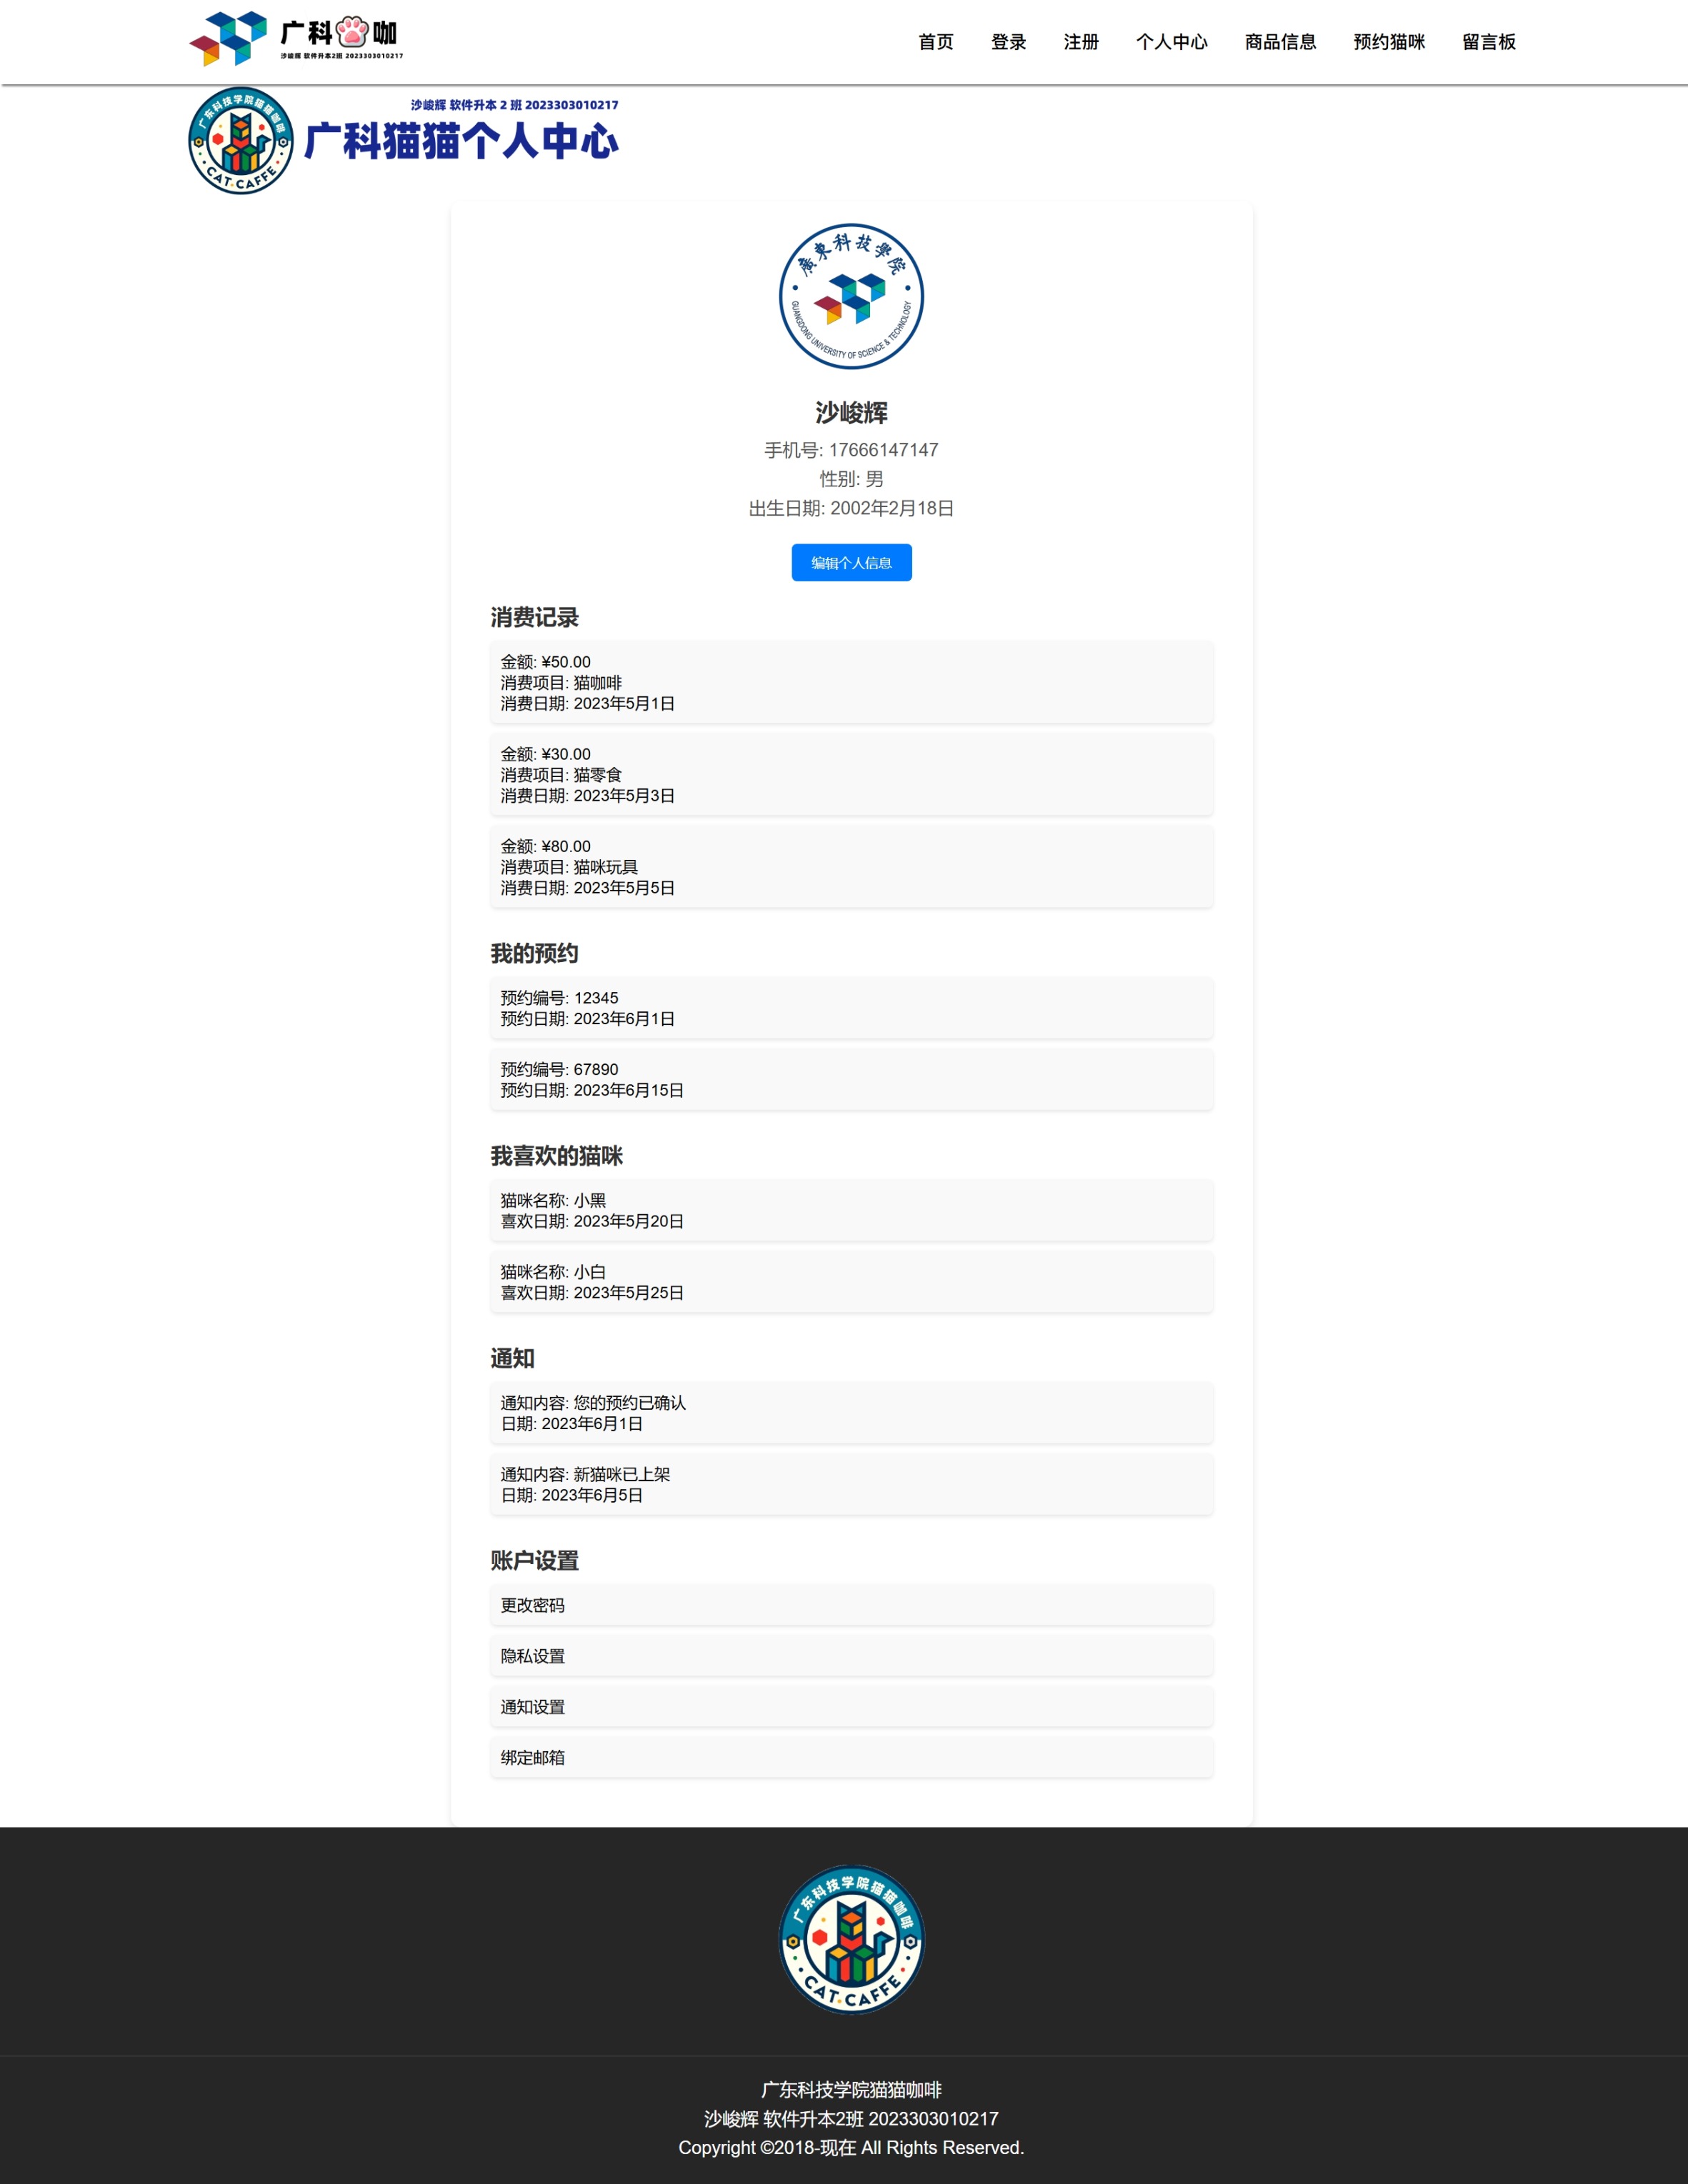 广科 咖
沙峻辉 软件升本2班 2023303010217
首页 登录 注册 个人中心 商品信息 预约猫咪 留言板
广东科技学院猫猫咖啡
CAT CAFFE
沙峻辉 软件升本 2 班 2023303010217
广科猫猫个人中心
廣東科技學院
GUANGDONG UNIVERSITY OF SCIENCE & TECHNOLOGY
沙峻辉
手机号: 17666147147
性别: 男
出生日期: 2002年2月18日
编辑个人信息
消费记录
金额: ¥50.00
消费项目: 猫咖啡
消费日期: 2023年5月1日
金额: ¥30.00
消费项目: 猫零食
消费日期: 2023年5月3日
金额: ¥80.00
消费项目: 猫咪玩具
消费日期: 2023年5月5日
我的预约
预约编号: 12345
预约日期: 2023年6月1日
预约编号: 67890
预约日期: 2023年6月15日
我喜欢的猫咪
猫咪名称: 小黑
喜欢日期: 2023年5月20日
猫咪名称: 小白
喜欢日期: 2023年5月25日
通知
通知内容: 您的预约已确认
日期: 2023年6月1日
通知内容: 新猫咪已上架
日期: 2023年6月5日
账户设置
更改密码
隐私设置
通知设置
绑定邮箱
广东科技学院猫猫咖啡
CAT CAFFE
广东科技学院猫猫咖啡
沙峻辉 软件升本2班 2023303010217
Copyright ©2018-现在 All Rights Reserved.